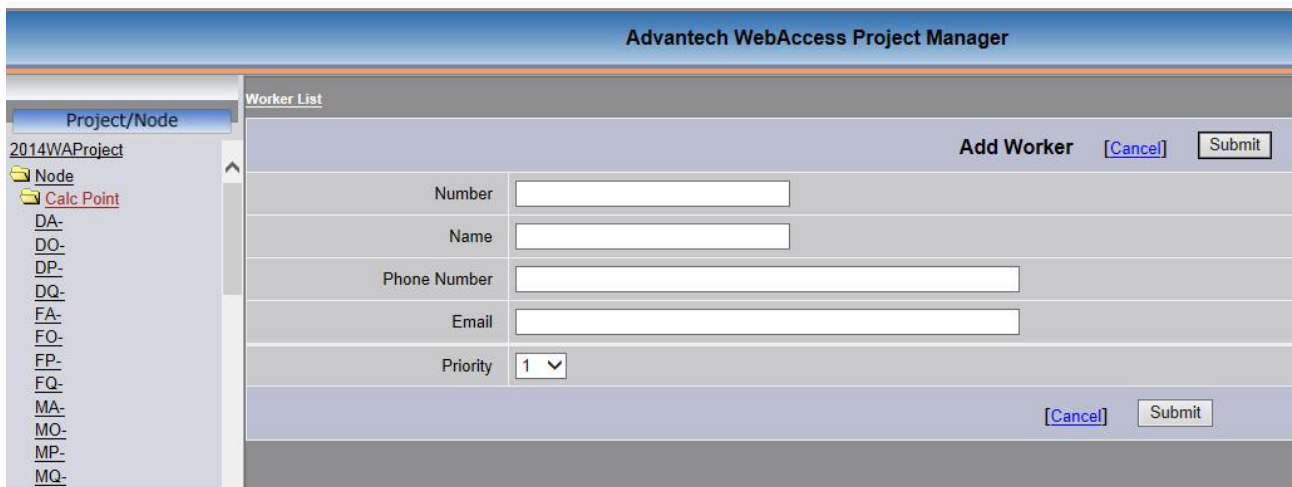 Advantech WebAccess Project Manager
Project/Node
2014WAProject
Node
Calc Point
DA-
DO-
DP-
DQ-
FA-
FO-
FP-
FQ-
MA-
MO-
MP-
MQ-
Worker List
Add Worker [Cancel] Submit
Number
Name
Phone Number
Email
Priority 1
[Cancel] Submit